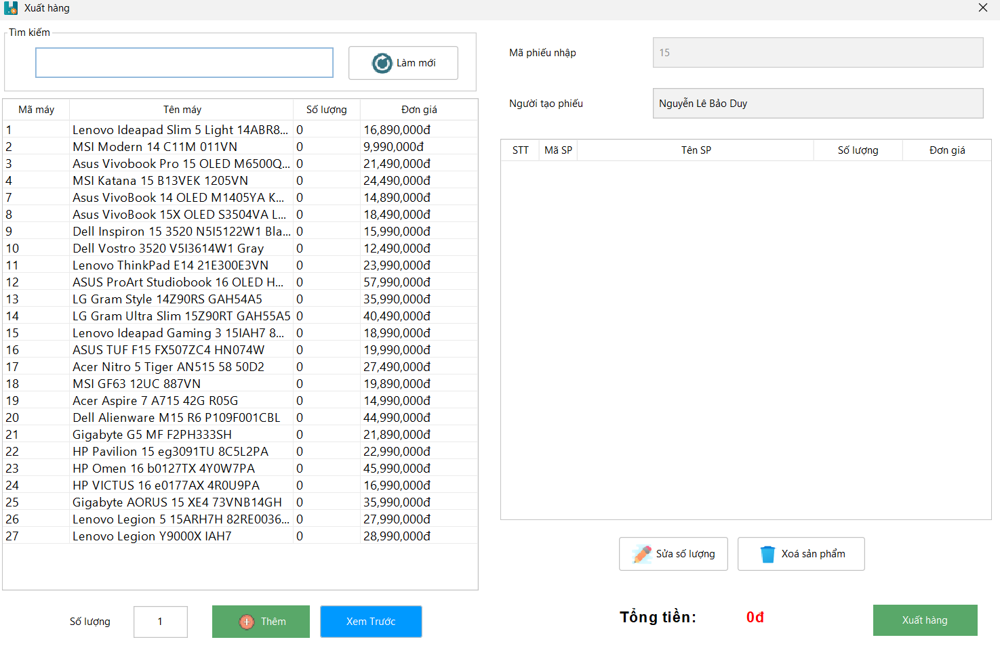 Xuất hàng
Tìm kiếm
Làm mới
Mã máy Tên máy Số lượng Đơn giá
1 Lenovo Ideapad Slim 5 Light 14ABR8... 0 16,890,000đ
2 MSI Modern 14 C11M 011VN 0 9,990,000đ
3 Asus Vivobook Pro 15 OLED M6500Q... 0 21,490,000đ
4 MSI Katana 15 B13VEK 1205VN 0 24,490,000đ
7 Asus VivoBook 14 OLED M1405YA K... 0 14,890,000đ
8 Asus VivoBook 15X OLED S3504VA L... 0 18,490,000đ
9 Dell Inspiron 15 3520 N5I5122W1 Bla... 0 15,990,000đ
10 Dell Vostro 3520 V5I3614W1 Gray 0 12,490,000đ
11 Lenovo ThinkPad E14 21E300E3VN 0 23,990,000đ
12 ASUS ProArt Studiobook 16 OLED H... 0 57,990,000đ
13 LG Gram Style 14Z90RS GAH54A5 0 35,990,000đ
14 LG Gram Ultra Slim 15Z90RT GAH55A5 0 40,490,000đ
15 Lenovo Ideapad Gaming 3 15IAH7 8... 0 18,990,000đ
16 ASUS TUF F15 FX507ZC4 HN074W 0 19,990,000đ
17 Acer Nitro 5 Tiger AN515 58 50D2 0 27,490,000đ
18 MSI GF63 12UC 887VN 0 19,890,000đ
19 Acer Aspire 7 A715 42G R05G 0 14,990,000đ
20 Dell Alienware M15 R6 P109F001CBL 0 44,990,000đ
21 Gigabyte G5 MF F2PH333SH 0 21,890,000đ
22 HP Pavilion 15 eg3091TU 8C5L2PA 0 22,990,000đ
23 HP Omen 16 b0127TX 4Y0W7PA 0 45,990,000đ
24 HP VICTUS 16 e0177AX 4R0U9PA 0 16,990,000đ
25 Gigabyte AORUS 15 XE4 73VNB14GH 0 35,990,000đ
26 Lenovo Legion 5 15ARH7H 82RE0036... 0 27,990,000đ
27 Lenovo Legion Y9000X IAH7 0 28,990,000đ
Số lượng 1 Thêm Xem Trước
Mã phiếu nhập 15
Người tạo phiếu Nguyễn Lê Bảo Duy
STT Mã SP Tên SP Số lượng Đơn giá
Sửa số lượng Xoá sản phẩm
Tổng tiền: 0đ Xuất hàng